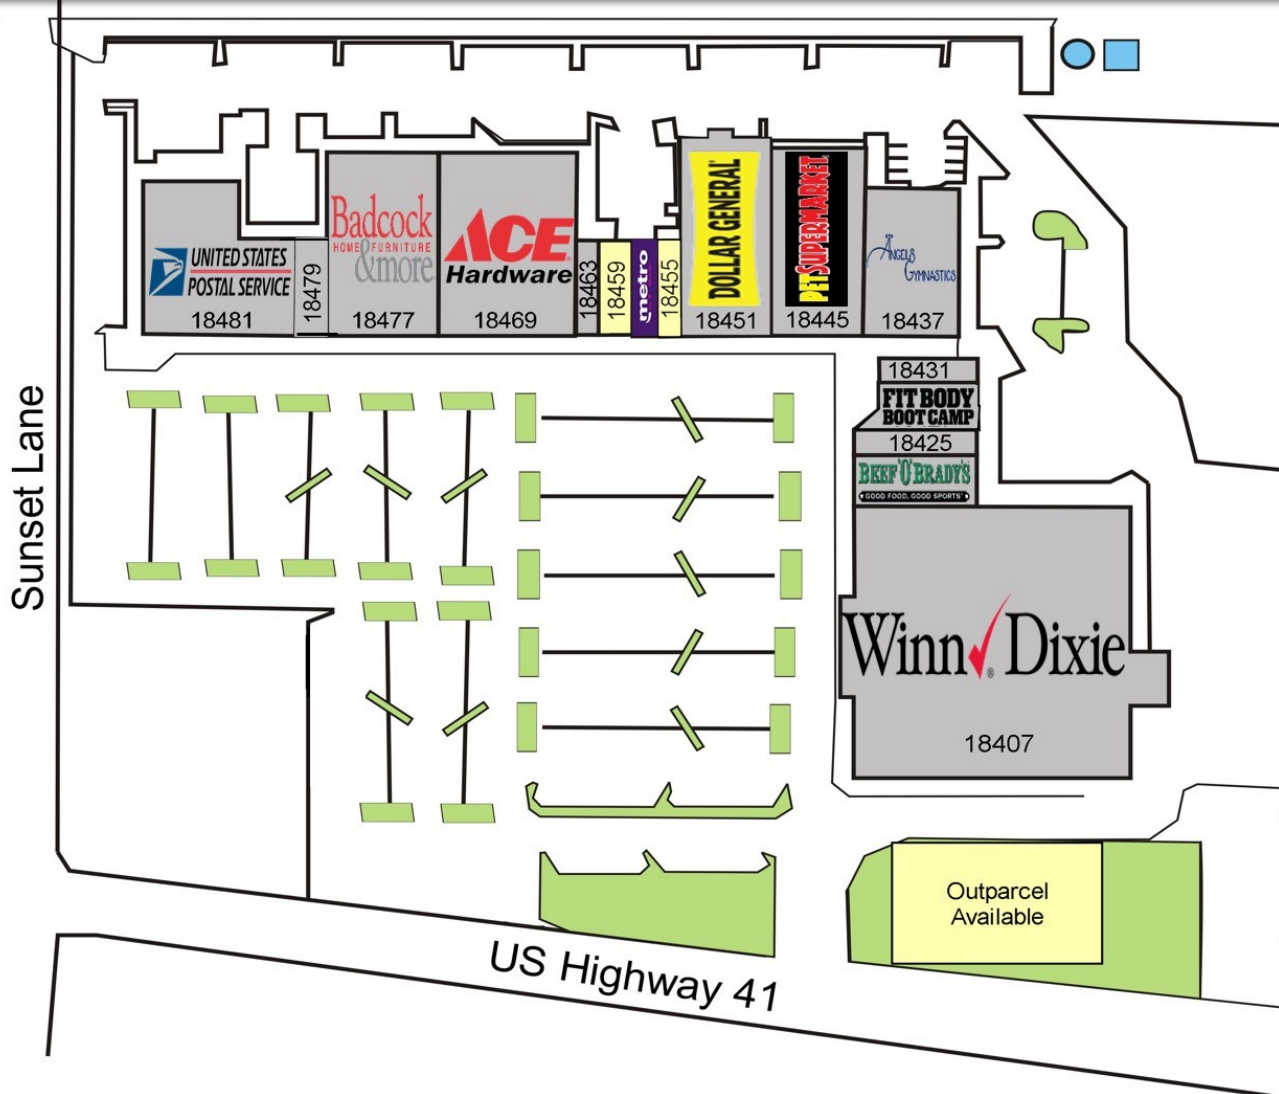 UNITED STATES
POSTAL SERVICE
18481
18479
Badcock
HOME FURNITURE
&more
18477
ACE
Hardware
18469
18463
18459
metro
18455
DOLLAR GENERAL
18451
PETSUPERMARKET
18445
ANGELS
GYMNASTICS
18437
18431
FIT BODY
BOOT CAMP
18425
BEEF 'O' BRADY'S
GOOD FOOD, GOOD SPORTS
Winn Dixie
®
18407
Sunset Lane
Outparcel
Available
US Highway 41